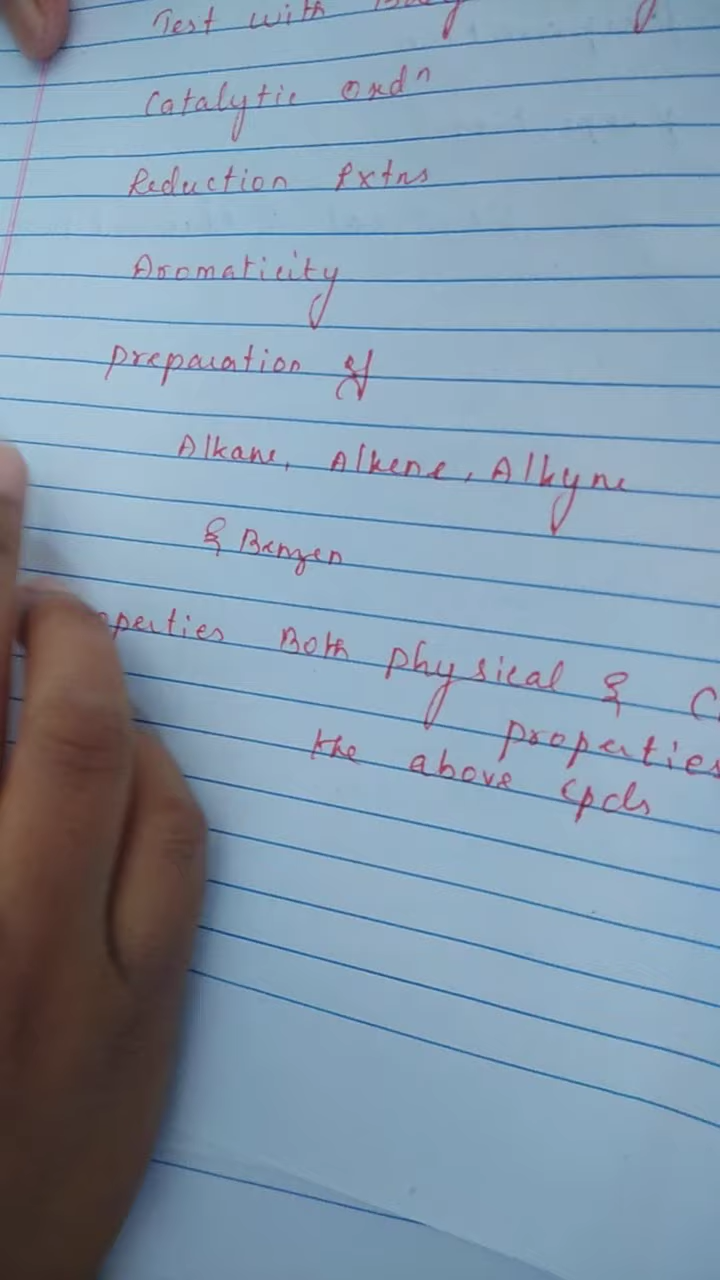 Test with
Catalytic oxdn
Reduction Rxtns
Aromaticity
preparation of
Alkane, Alkene, Alkyne
& Benzen
perties Both physical & C
properties
the above cpds